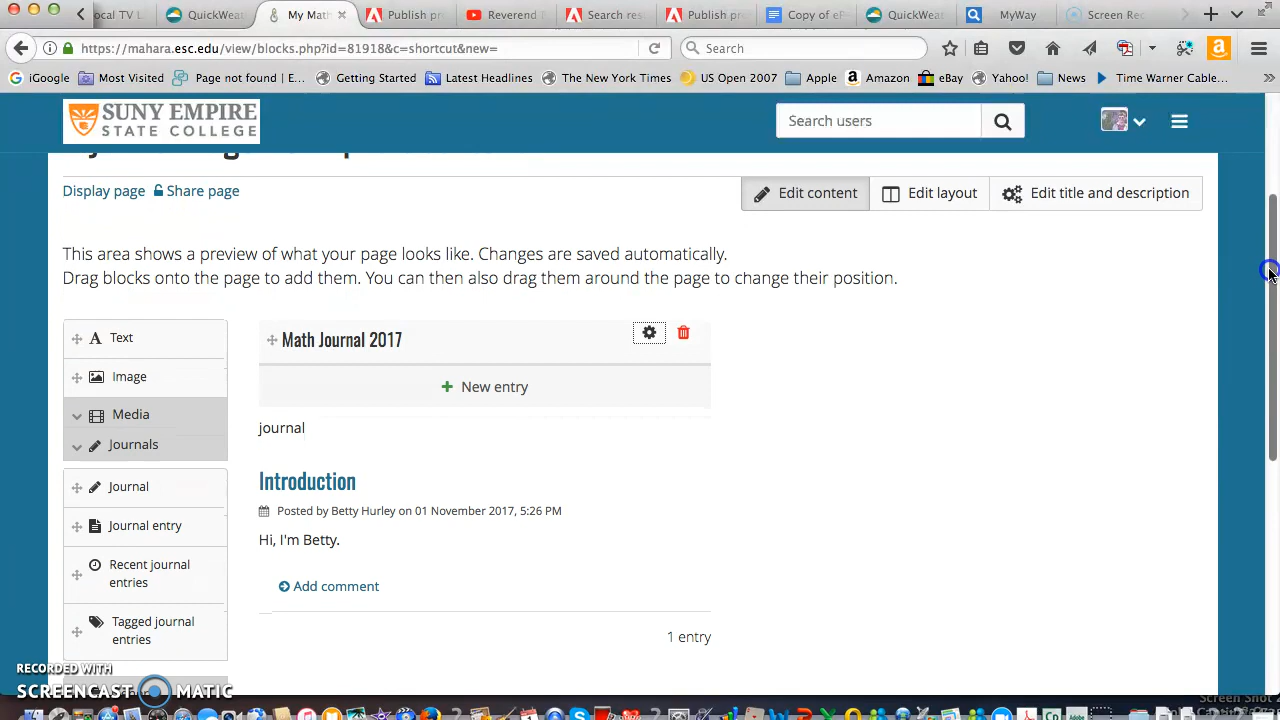 ocal TV L
QuickWeat
My Math
Publish pr
Reverend
Search res
Publish pr
Copy of eP
QuickWeat
MyWay
Screen Rec
https://mahara.esc.edu/view/blocks.php?id=81918&c=shortcut&new=
Search
iGoogle Most Visited Page not found | E... Getting Started Latest Headlines The New York Times US Open 2007 Apple Amazon eBay Yahoo! News Time Warner Cable...
SUNY EMPIRE
STATE COLLEGE
Search users
Display page Share page
Edit content Edit layout Edit title and description
This area shows a preview of what your page looks like. Changes are saved automatically.
Drag blocks onto the page to add them. You can then also drag them around the page to change their position.
Text
Image
Media
Journals
Journal
Journal entry
Recent journal
entries
Tagged journal
entries
Math Journal 2017
New entry
journal
Introduction
Posted by Betty Hurley on 01 November 2017, 5:26 PM
Hi, I'm Betty.
Add comment
1 entry
RECORDED WITH
SCREENCAST MATIC
Screen Shot